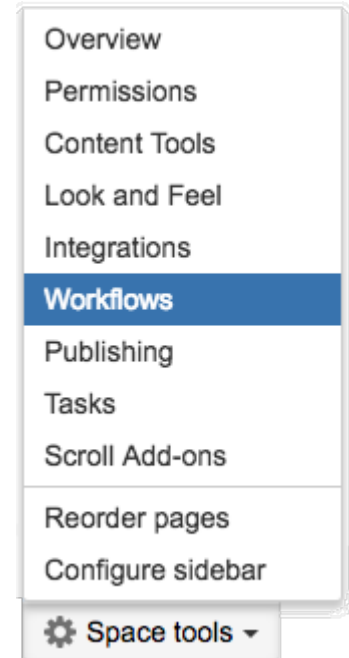 Overview
Permissions
Content Tools
Look and Feel
Integrations
Workflows
Publishing
Tasks
Scroll Add-ons
Reorder pages
Configure sidebar
Space tools